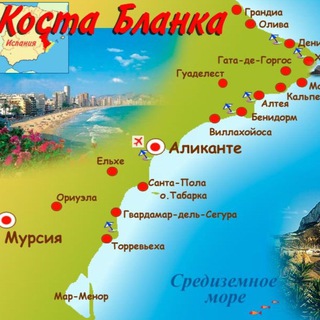 Коста Бланка
Испания
Грандиа
Олива
Дени
Х
Гата-де-Горгос
Гуадeлест
Мо
Кальпе
Алтея
Бенидорм
Виллахойоса
Аликанте
Ельхе
Санта-Пола
о.Табарка
Ориуэла
Гвардамар-дель-Сегура
Мурсия
Торревьеха
Средиземное
море
Мар-Менор